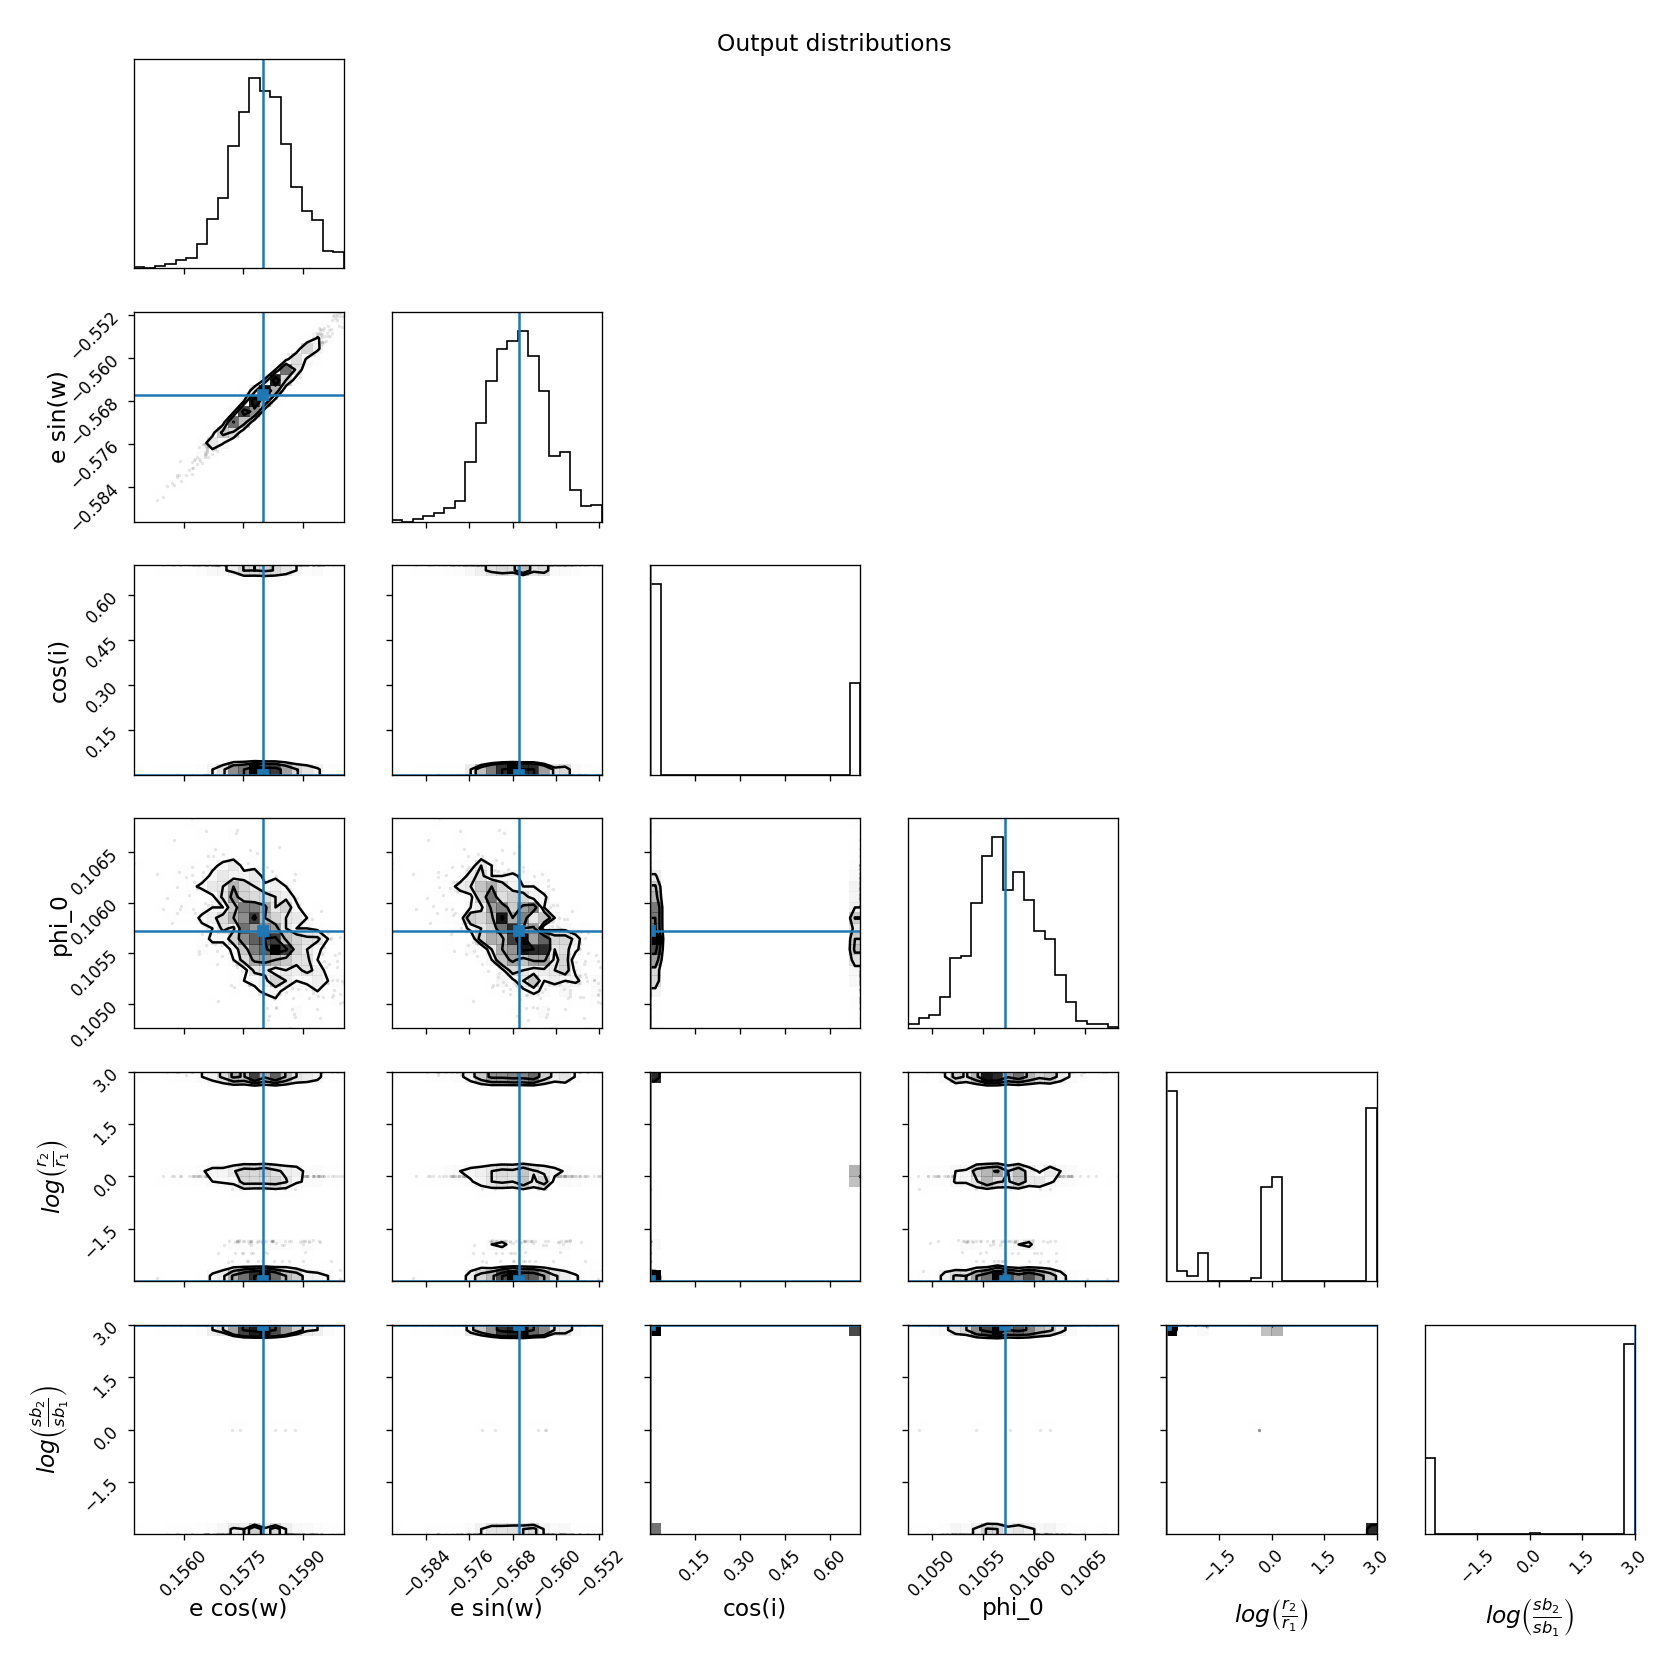 Output distributions
e sin(w)
−0.552
−0.560
−0.568
−0.576
−0.584
cos(i)
0.60
0.45
0.30
0.15
phi_0
0.1065
0.1060
0.1055
0.1050
log(r2/r1)
3.0
1.5
0.0
−1.5
log(sb2/sb1)
3.0
1.5
0.0
−1.5
0.1560 0.1575 0.1590
−0.584 −0.576 −0.568 −0.560 −0.552
0.15 0.30 0.45 0.60
0.1050 0.1055 0.1060 0.1065
−1.5 0.0 1.5 3.0
−1.5 0.0 1.5 3.0
e cos(w)
e sin(w)
cos(i)
phi_0
log(r2/r1)
log(sb2/sb1)